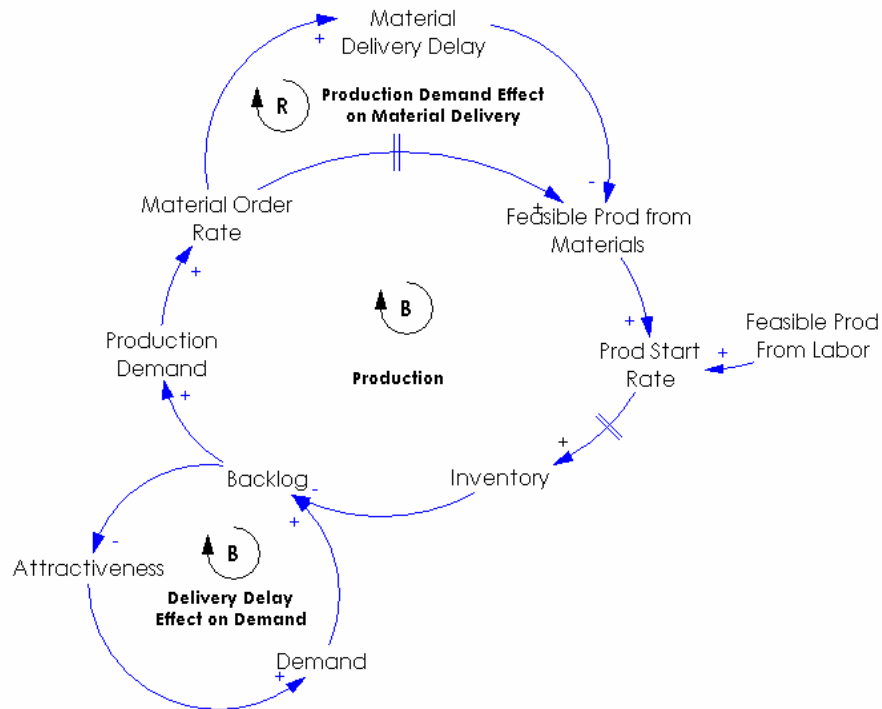 Material
Delivery Delay
+
R
Production Demand Effect
on Material Delivery
-
Material Order
Rate
+
Feasible Prod from
Materials
+
B
Production
Production
Demand
+
+
Prod Start
Rate
+
Feasible Prod
From Labor
+
Backlog
-
+
Inventory
-
Attractiveness
B
Delivery Delay
Effect on Demand
+
Demand